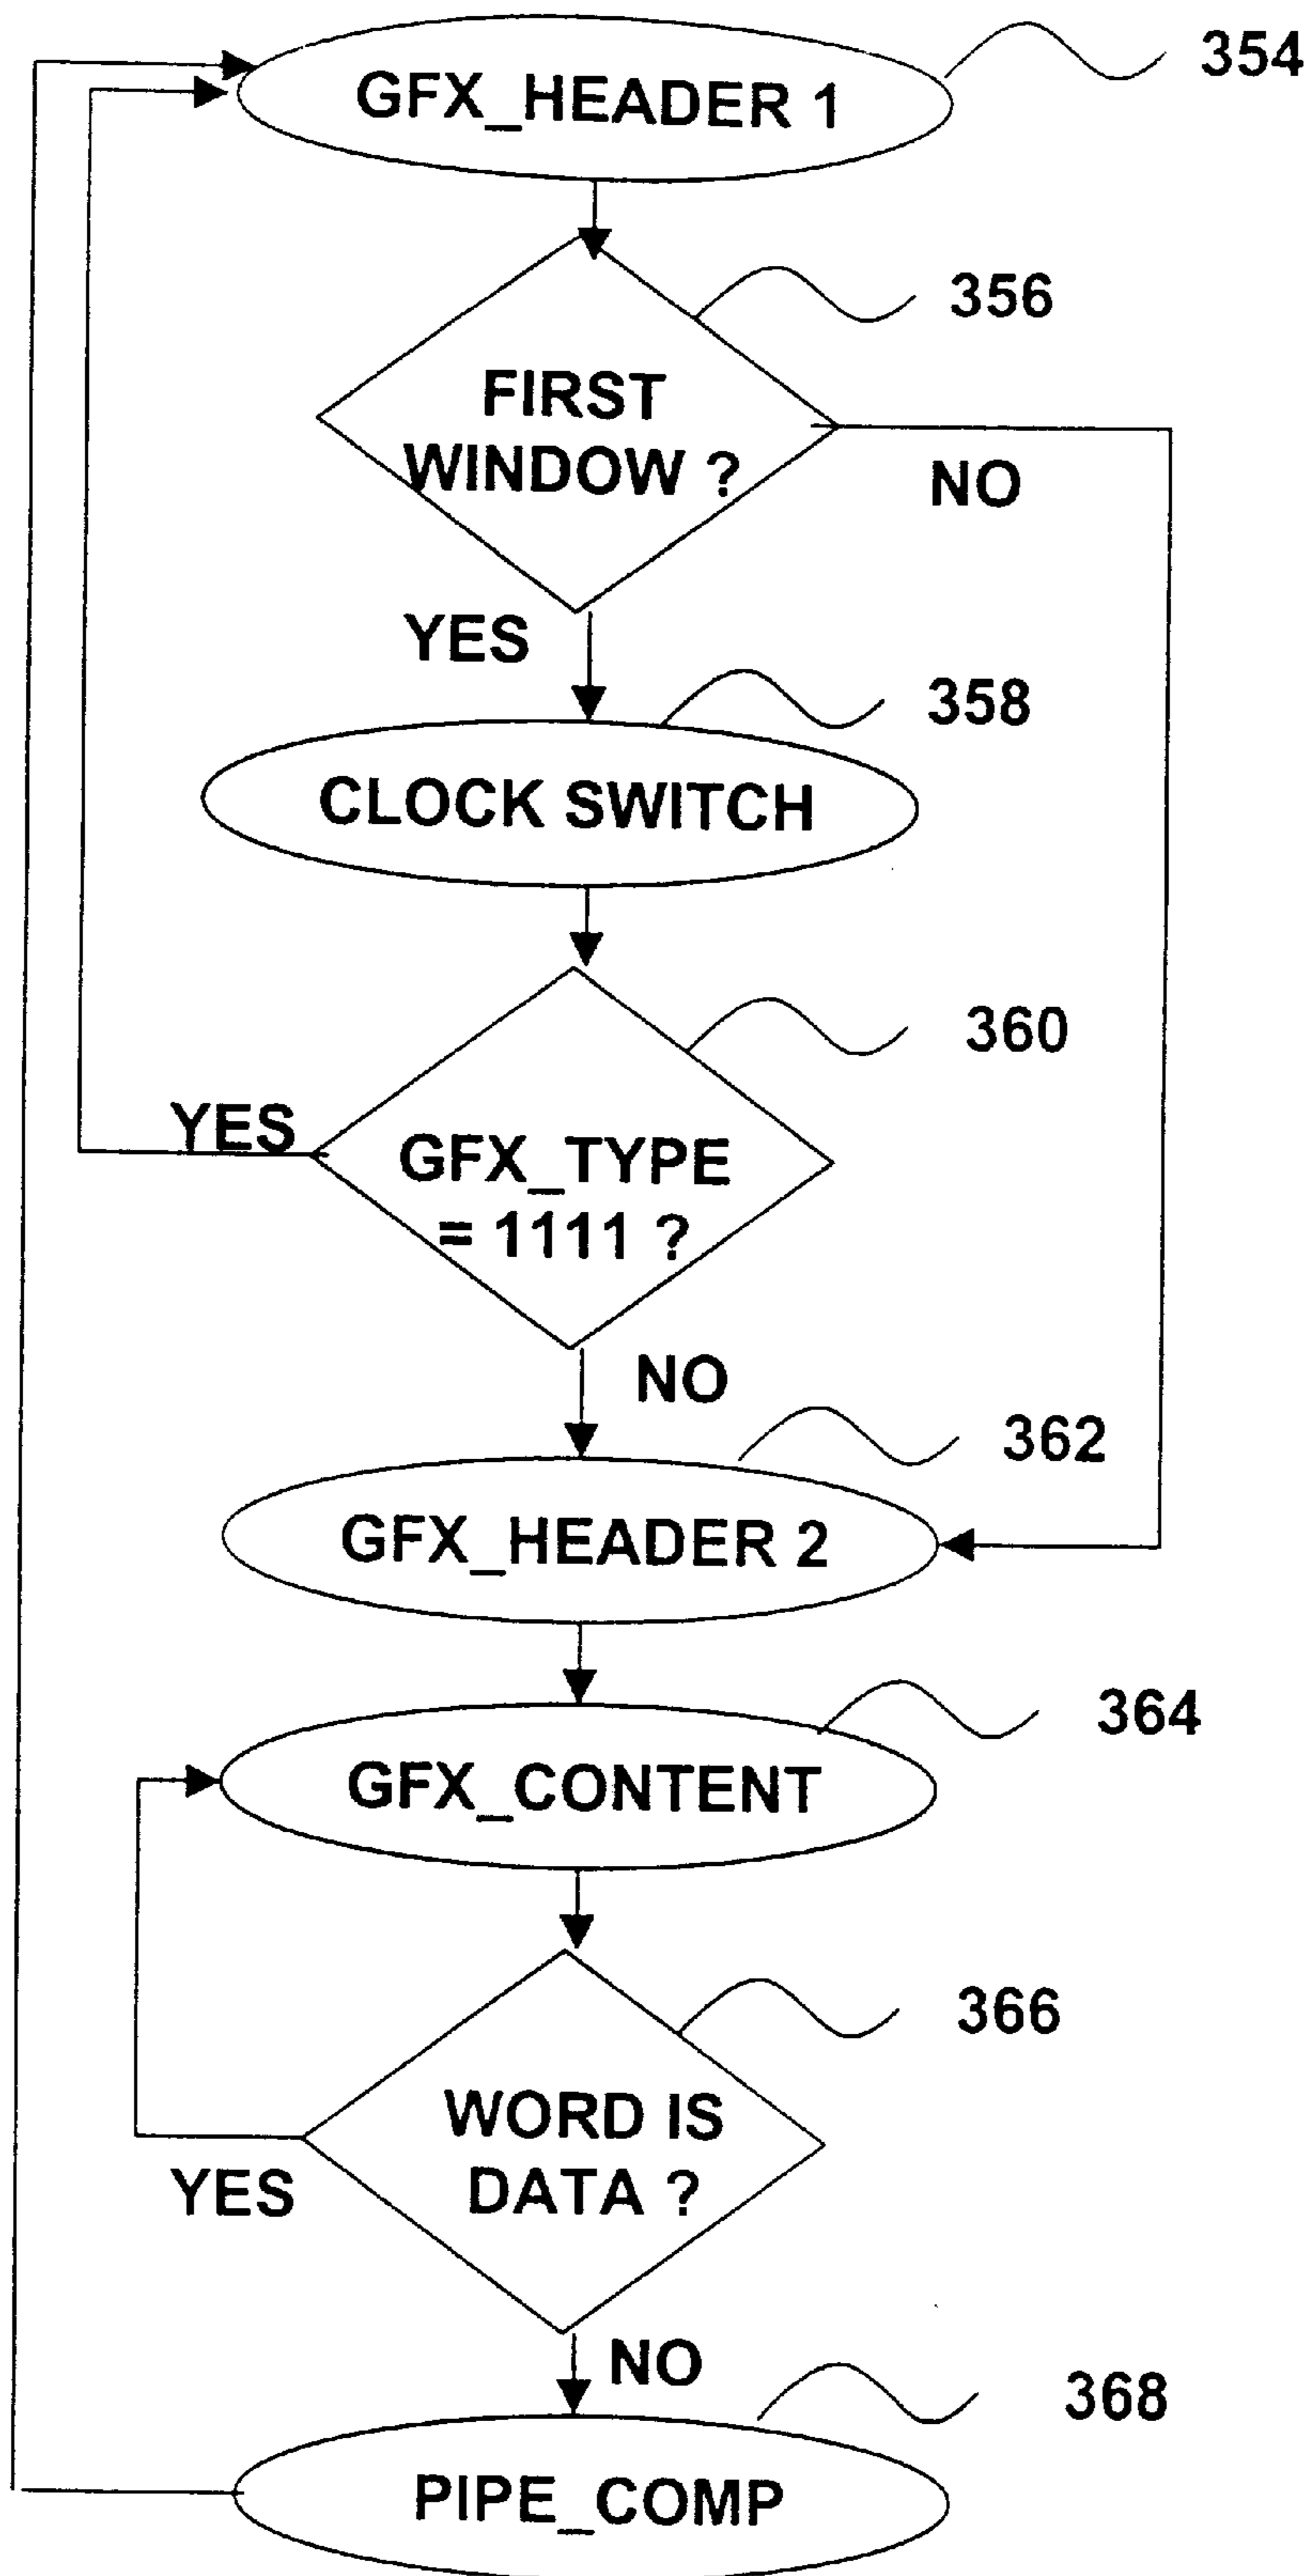 354
GFX_HEADER 1
356
FIRST
WINDOW ?
NO
YES
358
CLOCK SWITCH
360
YES
GFX_TYPE
= 1111 ?
NO
362
GFX_HEADER 2
364
GFX_CONTENT
366
WORD IS
DATA ?
YES
NO
368
PIPE_COMP